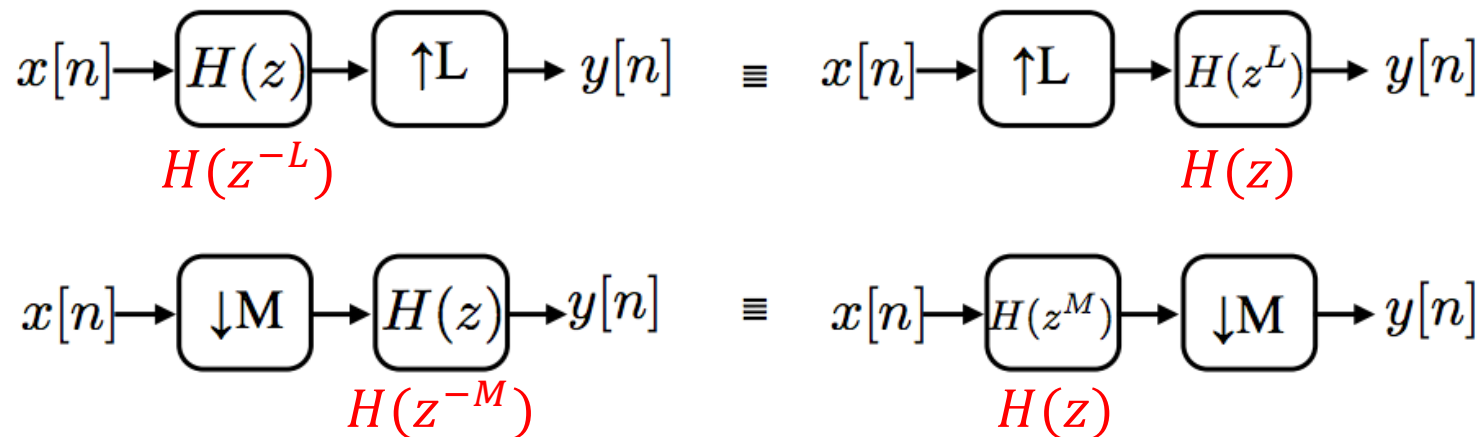 x[n] H(z) ↑L y[n] ≡ x[n] ↑L H(z^L) y[n]
H(z^{-L}) H(z)
x[n] ↓M H(z) y[n] ≡ x[n] H(z^M) ↓M y[n]
H(z^{-M}) H(z)